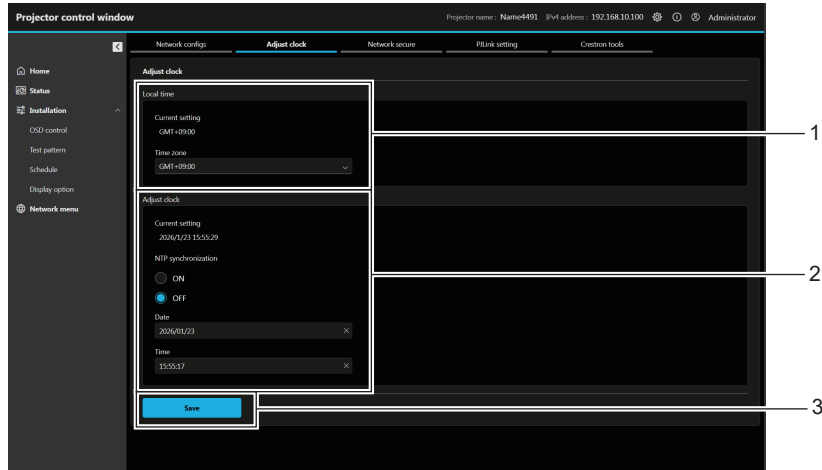 Projector control window
Projector name : Name4491 IPv4 address : 192.168.10.100 Administrator
Network configs Adjust clock Network secure PJLink setting Crestron tools
Home
Status
Installation
OSD control
Test pattern
Schedule
Display option
Network menu
Adjust clock
Local time
Current setting
GMT+09:00
Time zone
GMT+09:00
1
Adjust clock
Current setting
2026/1/23 15:55:29
NTP synchronization
ON
OFF
Date
2026/01/23
Time
15:55:17
2
Save
3